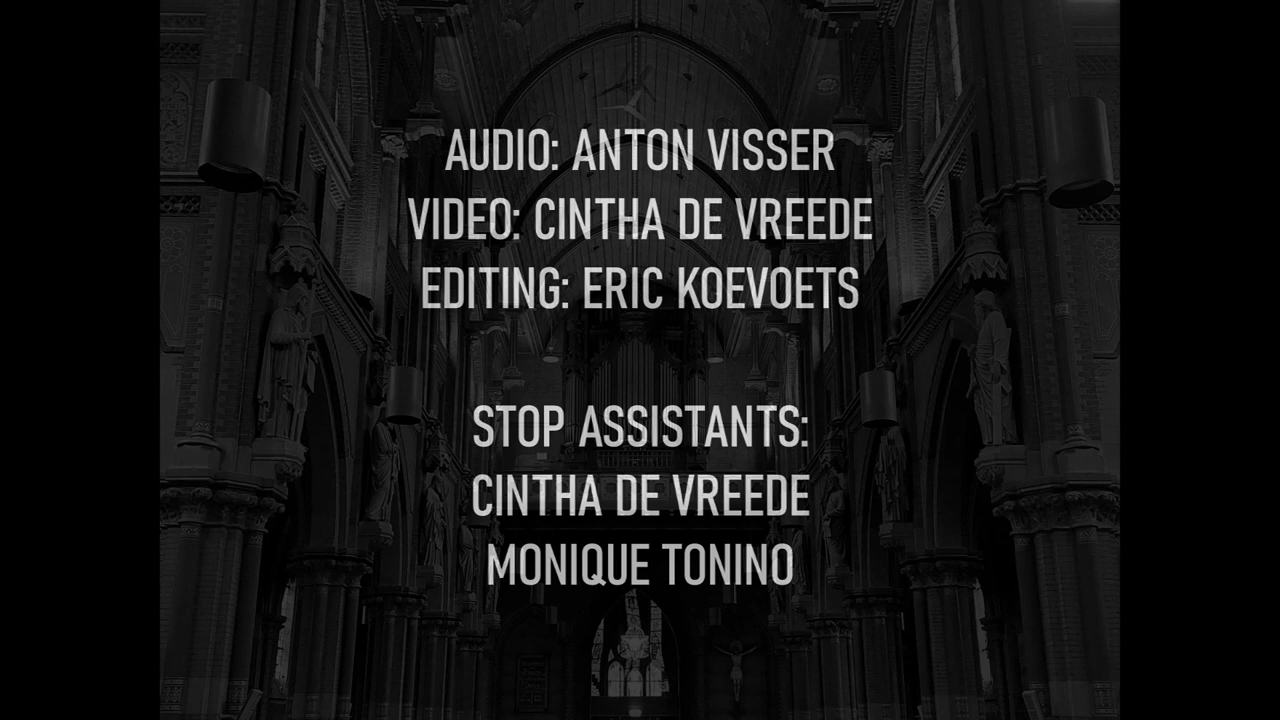 AUDIO: ANTON VISSER
VIDEO: CINTHA DE VREEDE
EDITING: ERIC KOEVOETS
STOP ASSISTANTS:
CINTHA DE VREEDE
MONIQUE TONINO